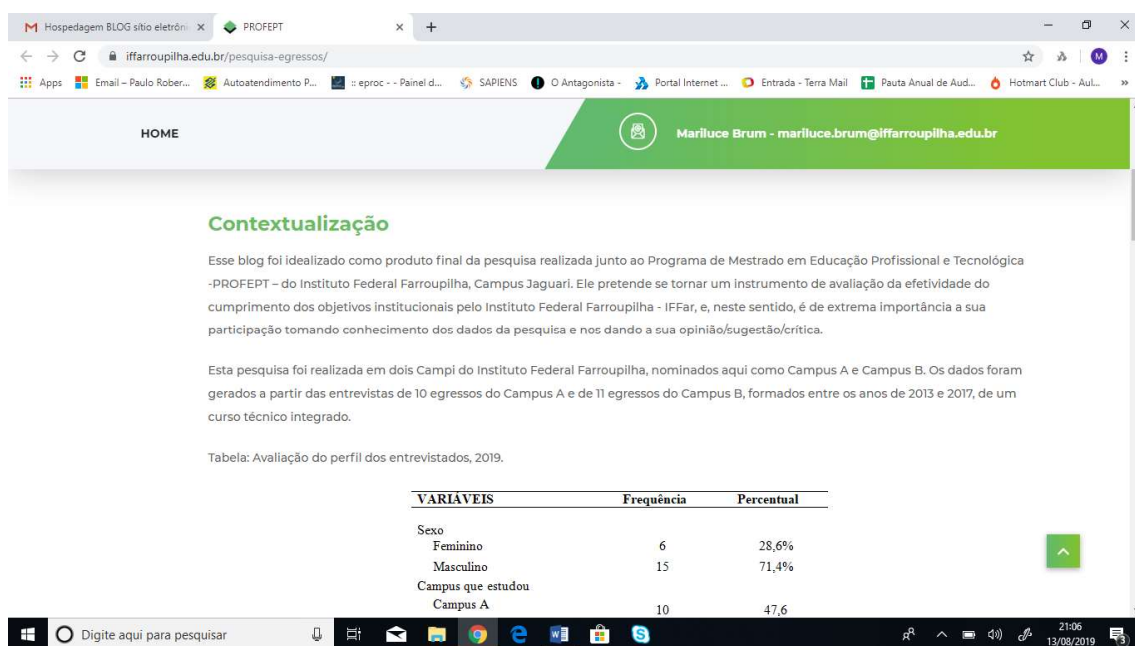 Hospedagem BLOG sítio eletrôni
PROFEPT
iffarroupilha.edu.br/pesquisa-egressos/
M
Apps
Email – Paulo Rober...
Autoatendimento P...
:: eproc - - Painel d...
SAPIENS
O Antagonista -
Portal Internet ...
Entrada - Terra Mail
Pauta Anual de Aud...
Hotmart Club - Aul...
»
HOME
Mariluce Brum - mariluce.brum@iffarroupilha.edu.br
Contextualização
Esse blog foi idealizado como produto final da pesquisa realizada junto ao Programa de Mestrado em Educação Profissional e Tecnológica
-PROFEPT – do Instituto Federal Farroupilha, Campus Jaguari. Ele pretende se tornar um instrumento de avaliação da efetividade do
cumprimento dos objetivos institucionais pelo Instituto Federal Farroupilha - IFFar, e, neste sentido, é de extrema importância a sua
participação tomando conhecimento dos dados da pesquisa e nos dando a sua opinião/sugestão/crítica.
Esta pesquisa foi realizada em dois Campi do Instituto Federal Farroupilha, nominados aqui como Campus A e Campus B. Os dados foram
gerados a partir das entrevistas de 10 egressos do Campus A e de 11 egressos do Campus B, formados entre os anos de 2013 e 2017, de um
curso técnico integrado.
Tabela: Avaliação do perfil dos entrevistados, 2019.
VARIÁVEIS Frequência Percentual
Sexo
Feminino 6 28,6%
Masculino 15 71,4%
Campus que estudou
Campus A 10 47,6
Digite aqui para pesquisar
21:06
13/08/2019
3